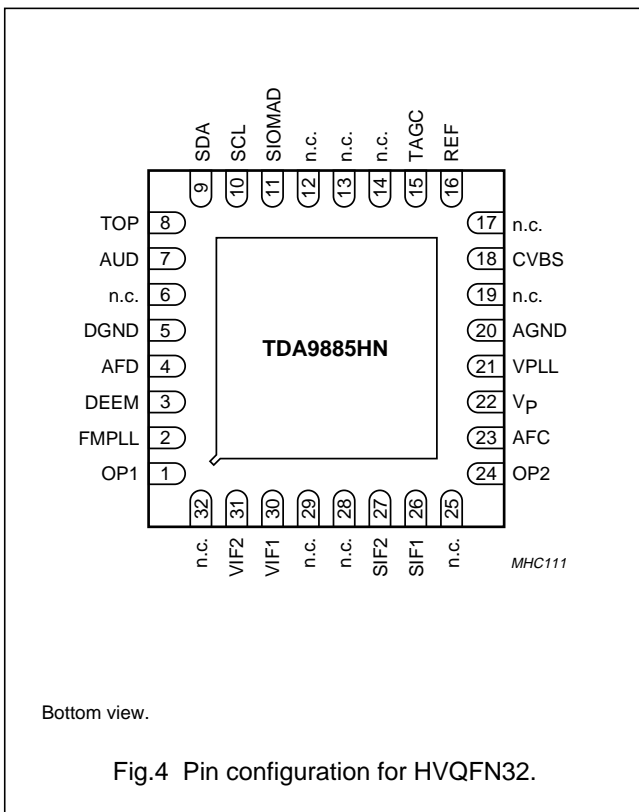 SDA
SCL
SIOMAD
n.c.
n.c.
n.c.
TAGC
REF
9
10
11
12
13
14
15
16
TOP 8
AUD 7
n.c. 6
DGND 5
AFD 4
DEEM 3
FMPLL 2
OP1 1
TDA9885HN
17 n.c.
18 CVBS
19 n.c.
20 AGND
21 VPLL
22 VP
23 AFC
24 OP2
32
31
30
29
28
27
26
25
n.c.
VIF2
VIF1
n.c.
n.c.
SIF2
SIF1
n.c.
MHC111
Bottom view.
Fig.4 Pin configuration for HVQFN32.